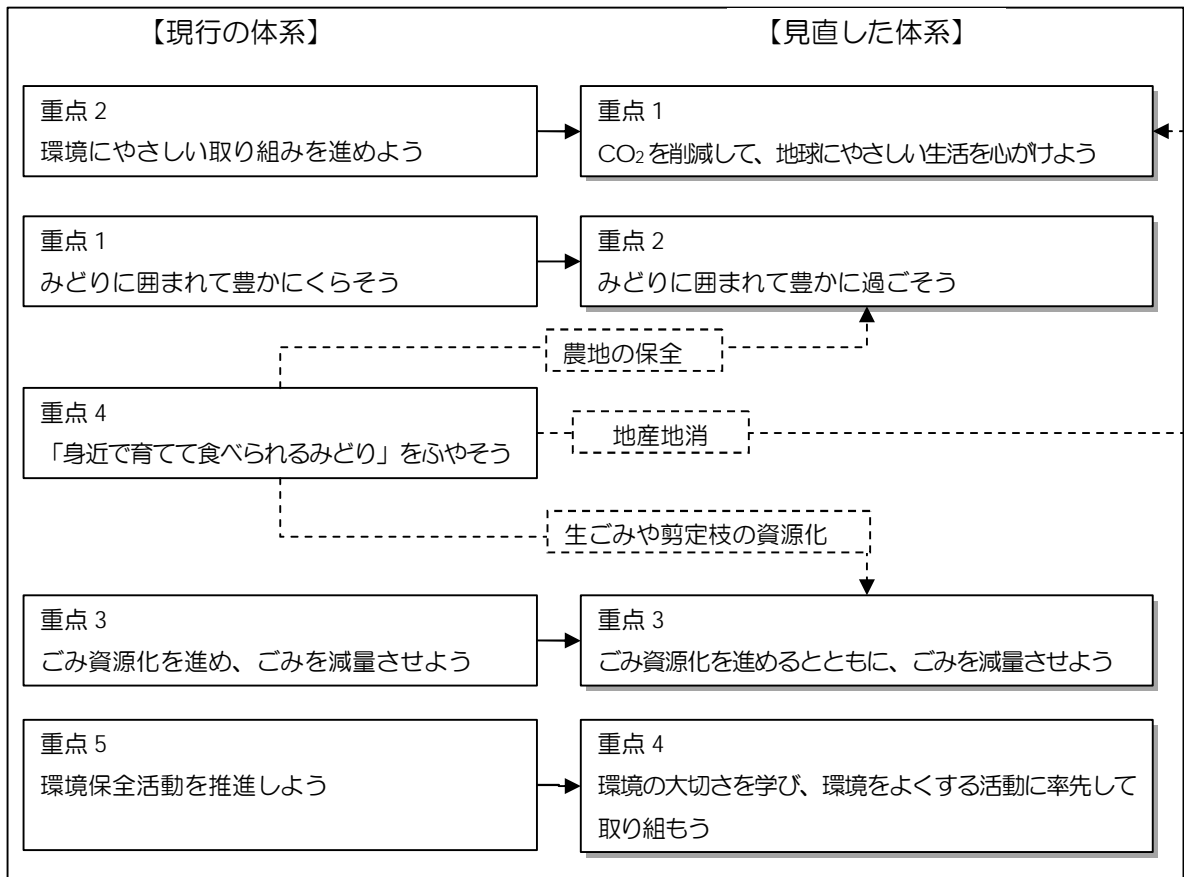 【現行の体系】
【見直した体系】
重点 2
環境にやさしい取り組みを進めよう
重点 1
CO₂を削減して、地球にやさしい生活を心がけよう
重点 1
みどりに囲まれて豊かにくらそう
重点 2
みどりに囲まれて豊かに過ごそう
農地の保全
重点 4
「身近で育てて食べられるみどり」をふやそう
地産地消
生ごみや剪定枝の資源化
重点 3
ごみ資源化を進め、ごみを減量させよう
重点 3
ごみ資源化を進めるとともに、ごみを減量させよう
重点 5
環境保全活動を推進しよう
重点 4
環境の大切さを学び、環境をよくする活動に率先して
取り組もう